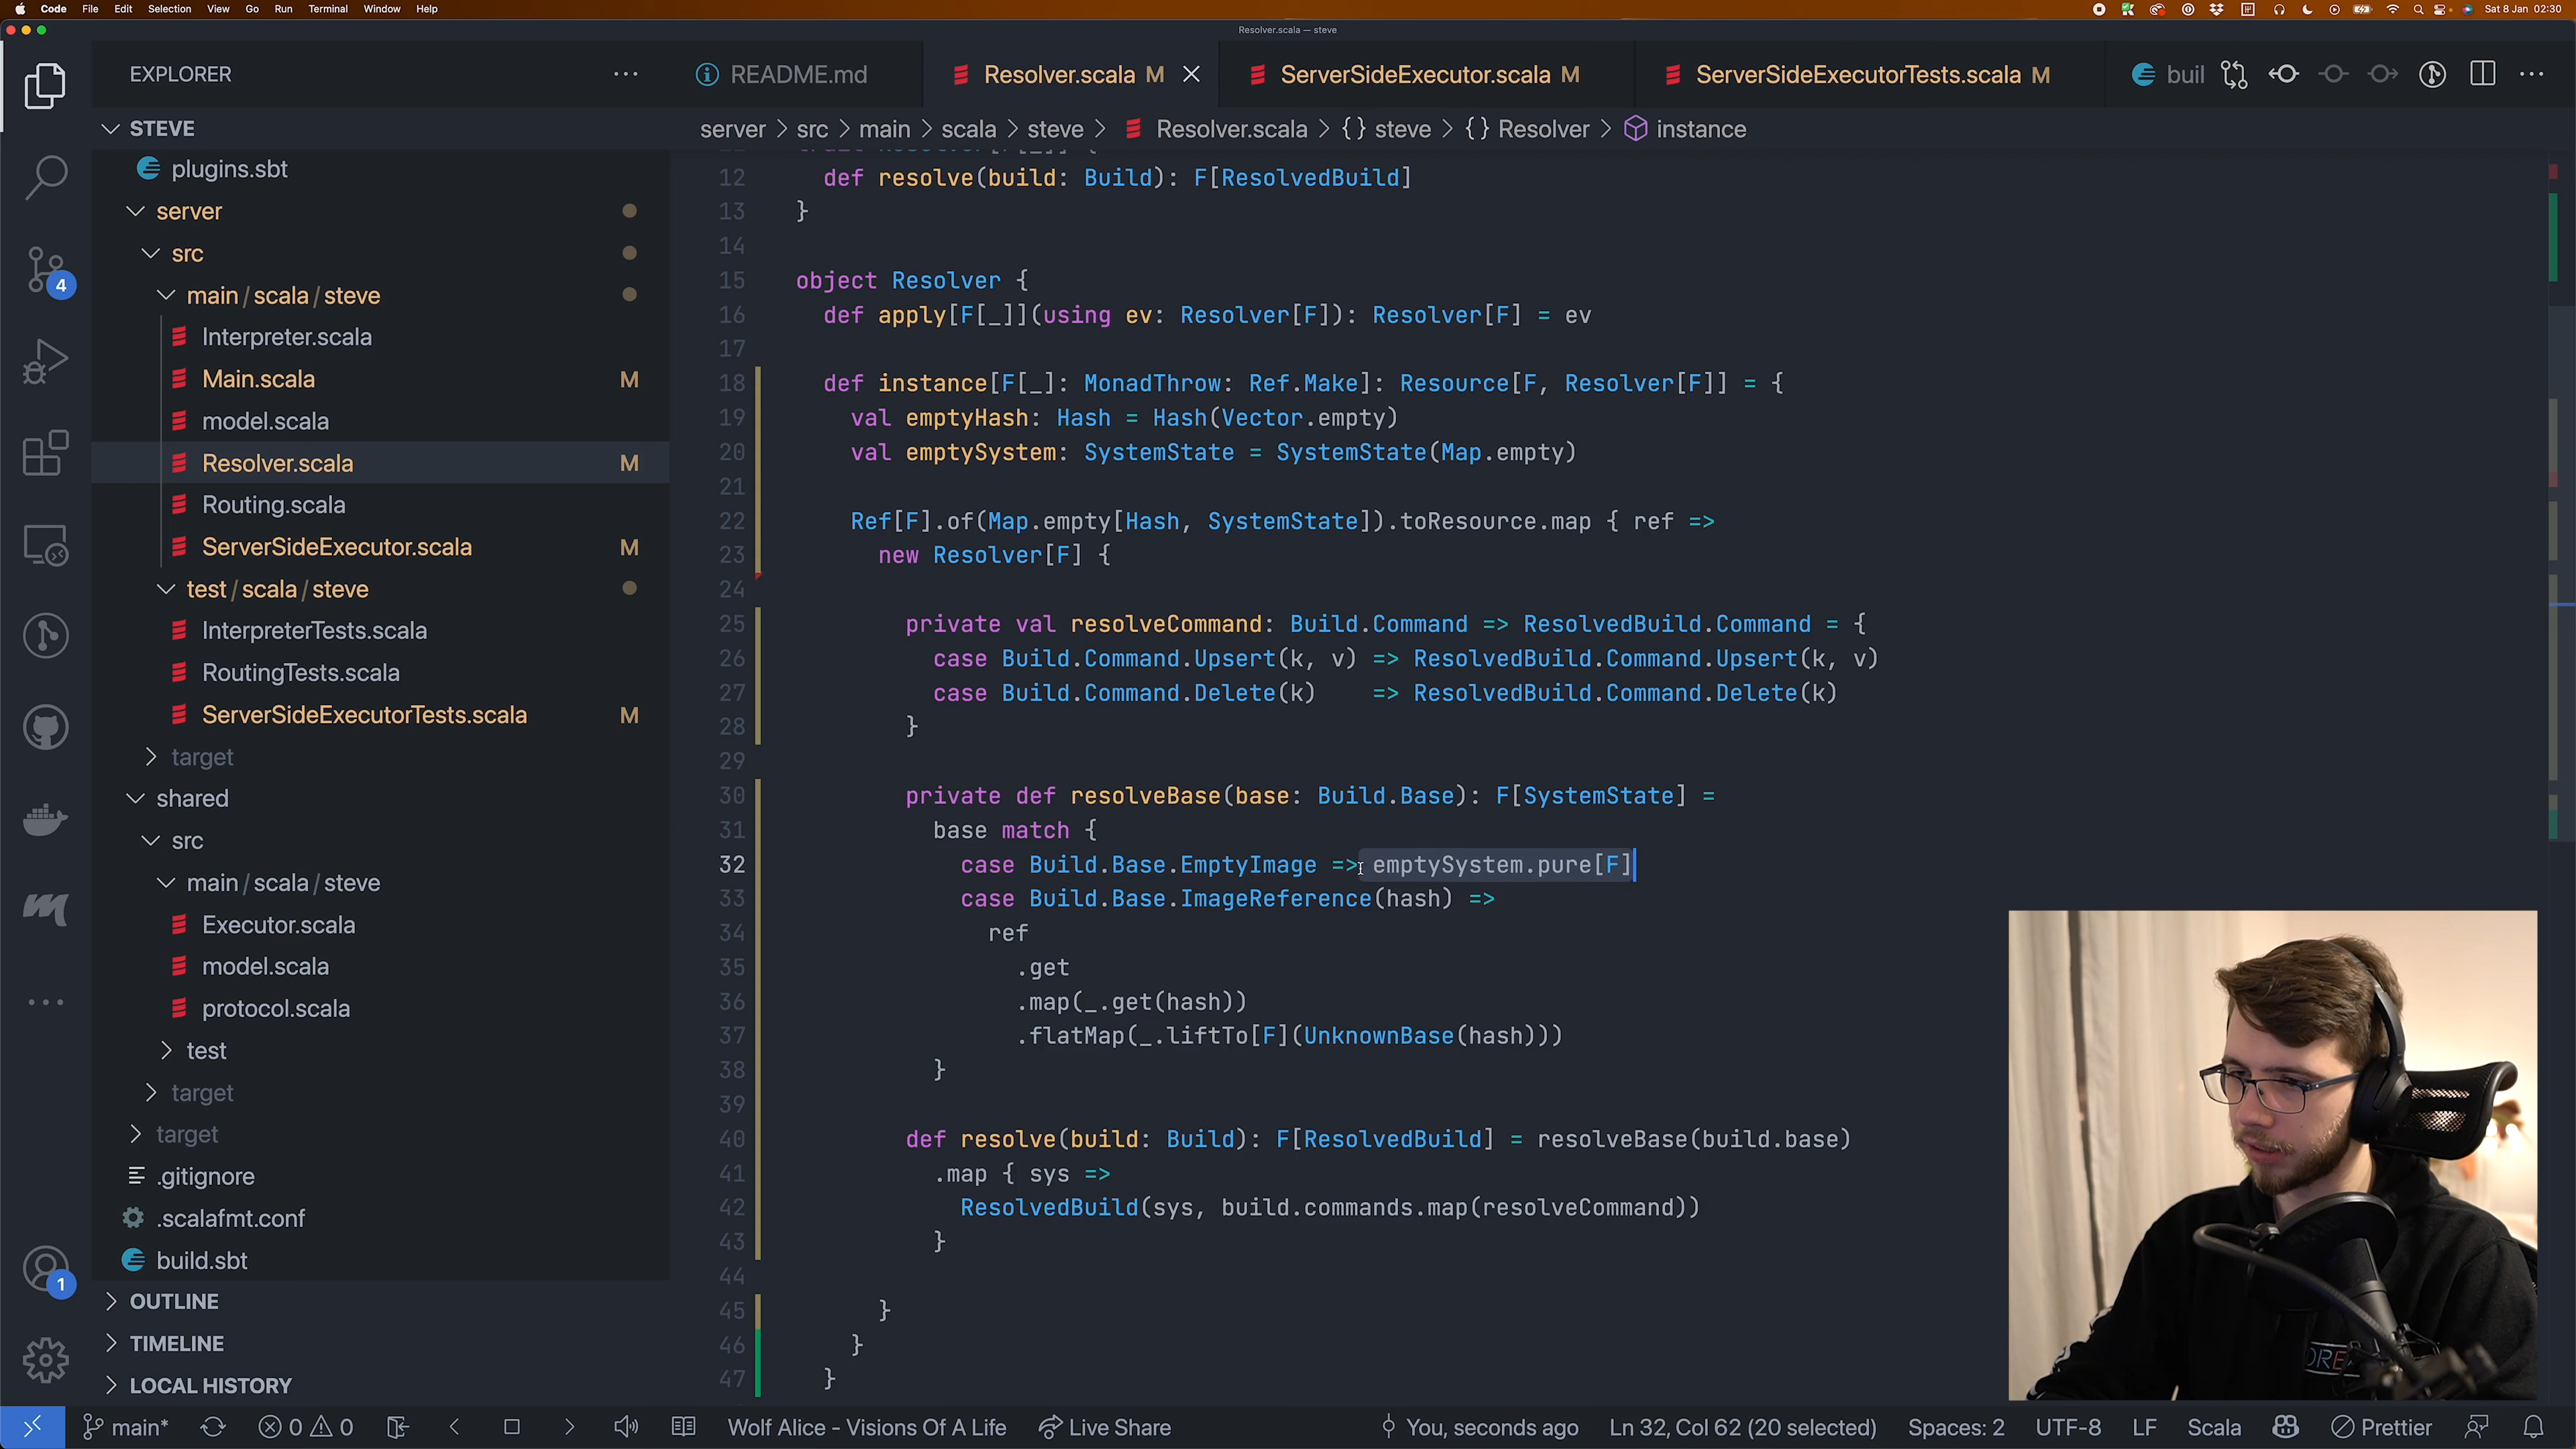 Code File Edit Selection View Go Run Terminal Window Help
Sat 8 Jan 02:30
Resolver.scala — steve
EXPLORER
README.md
Resolver.scala M
ServerSideExecutor.scala M
ServerSideExecutorTests.scala M
buil
server > src > main > scala > steve > Resolver.scala > {} steve > {} Resolver > instance
STEVE
plugins.sbt
server
src
main / scala / steve
Interpreter.scala
Main.scala M
model.scala
Resolver.scala M
Routing.scala
ServerSideExecutor.scala M
test / scala / steve
InterpreterTests.scala
RoutingTests.scala
ServerSideExecutorTests.scala M
target
shared
src
main / scala / steve
Executor.scala
model.scala
protocol.scala
test
target
target
.gitignore
.scalafmt.conf
build.sbt
OUTLINE
TIMELINE
LOCAL HISTORY
4
1
12 def resolve(build: Build): F[ResolvedBuild]
13 }
14
15 object Resolver {
16 def apply[F[_]](using ev: Resolver[F]): Resolver[F] = ev
17
18 def instance[F[_]: MonadThrow: Ref.Make]: Resource[F, Resolver[F]] = {
19 val emptyHash: Hash = Hash(Vector.empty)
20 val emptySystem: SystemState = SystemState(Map.empty)
21
22 Ref[F].of(Map.empty[Hash, SystemState]).toResource.map { ref =>
23 new Resolver[F] {
24
25 private val resolveCommand: Build.Command => ResolvedBuild.Command = {
26 case Build.Command.Upsert(k, v) => ResolvedBuild.Command.Upsert(k, v)
27 case Build.Command.Delete(k) => ResolvedBuild.Command.Delete(k)
28 }
29
30 private def resolveBase(base: Build.Base): F[SystemState] =
31 base match {
32 case Build.Base.EmptyImage => emptySystem.pure[F]
33 case Build.Base.ImageReference(hash) =>
34 ref
35 .get
36 .map(_.get(hash))
37 .flatMap(_.liftTo[F](UnknownBase(hash)))
38 }
39
40 def resolve(build: Build): F[ResolvedBuild] = resolveBase(build.base)
41 .map { sys =>
42 ResolvedBuild(sys, build.commands.map(resolveCommand))
43 }
44
45 }
46 }
47 }
main* 0 0 Wolf Alice - Visions Of A Life Live Share You, seconds ago Ln 32, Col 62 (20 selected) Spaces: 2 UTF-8 LF Scala Prettier